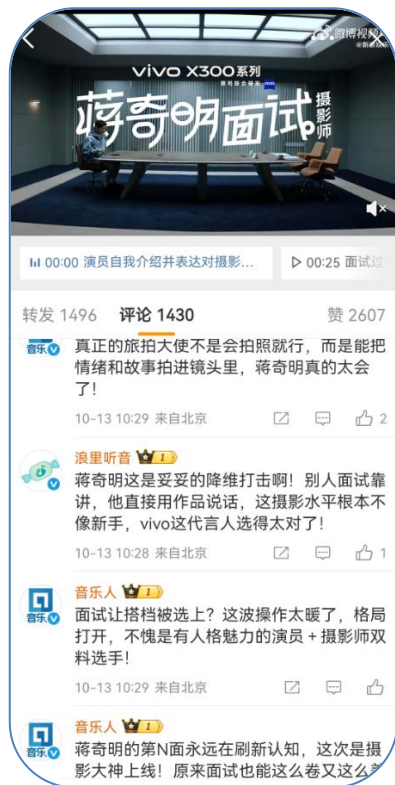 微博视频
vivo X300系列
蒋奇明面试
摄影师
00:00 演员自我介绍并表达对摄影...
00:25 面试过
转发 1496 评论 1430 赞 2607
音乐
真正的旅拍大使不是会拍照就行，而是能把
情绪和故事拍进镜头里，蒋奇明真的太会
了！
10-13 10:29 来自北京 2
浪里听音 1
蒋奇明这是妥妥的降维打击啊！别人面试靠
讲，他直接用作品说话，这摄影水平根本不
像新手，vivo这代言人选得太对了！
10-13 10:28 来自北京 1
音乐人 1
音乐
面试让搭档被选上？这波操作太暖了，格局
打开，不愧是有人格魅力的演员+摄影师双
料选手！
10-13 10:29 来自北京
音乐人 1
音乐
蒋奇明的第N面永远在刷新认知，这次是摄
影大神上线！原来面试也能这么卷又这么美